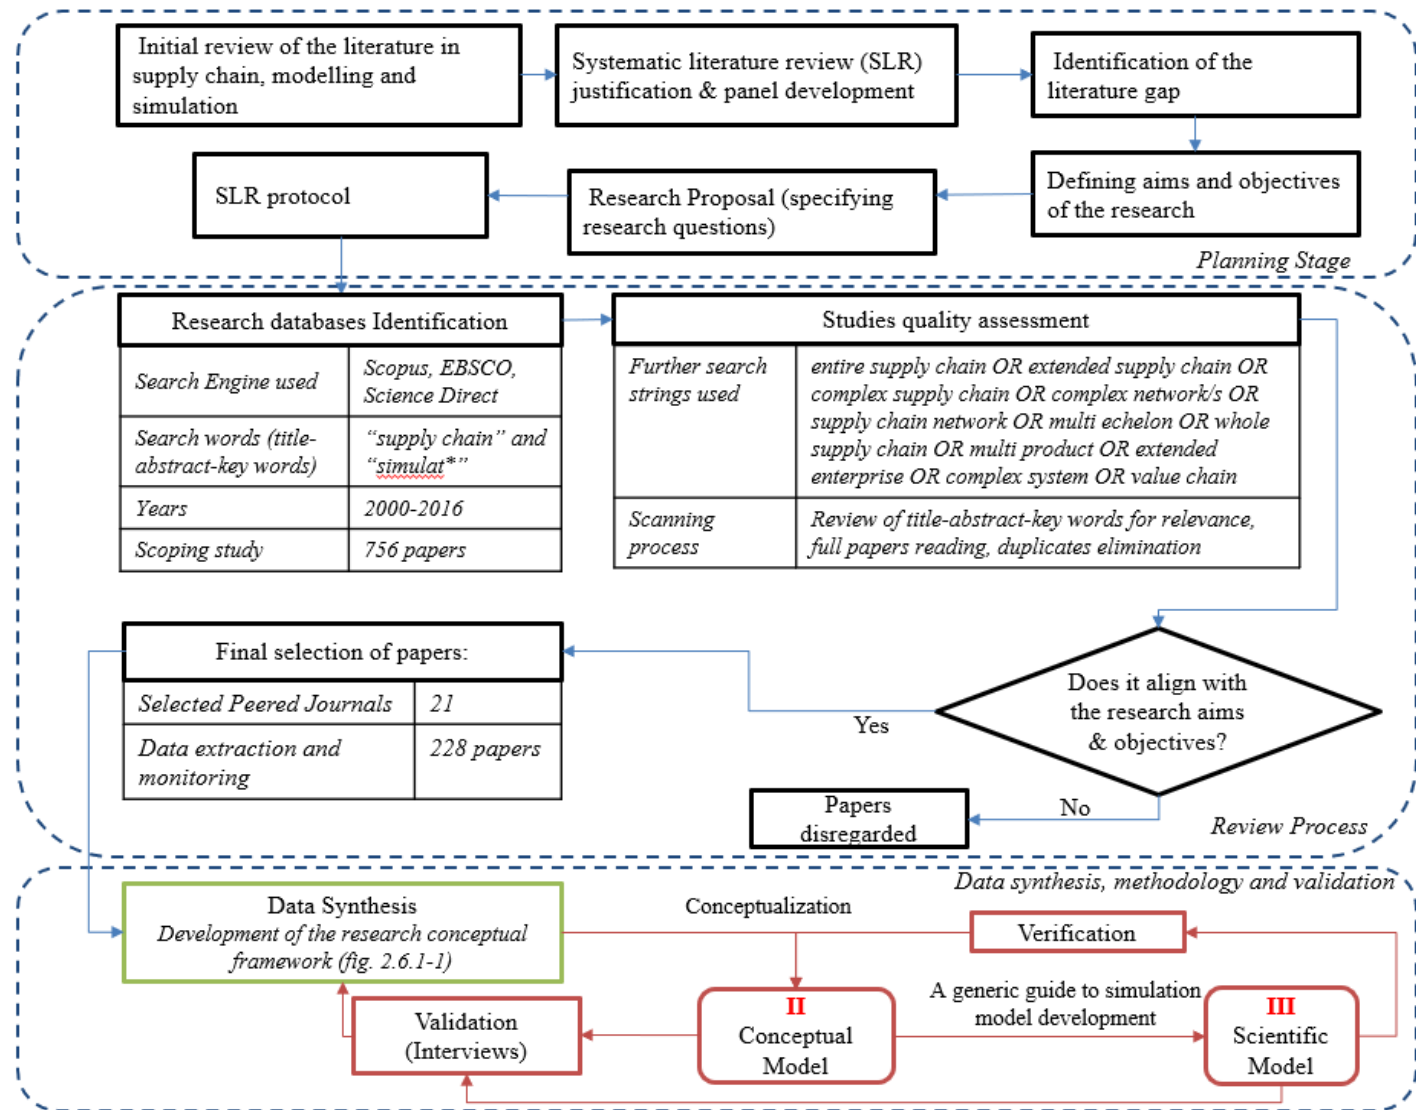 Initial review of the literature in
supply chain, modelling and
simulation
Systematic literature review (SLR)
justification & panel development
Identification of the
literature gap
Defining aims and objectives
of the research
Research Proposal (specifying
research questions)
SLR protocol
Planning Stage
Research databases Identification
Search Engine used
Scopus, EBSCO,
Science Direct
Search words (title-
abstract-key words)
“supply chain” and
“simulat*”
Years
2000-2016
Scoping study
756 papers
Studies quality assessment
Further search
strings used
entire supply chain OR extended supply chain OR
complex supply chain OR complex network/s OR
supply chain network OR multi echelon OR whole
supply chain OR multi product OR extended
enterprise OR complex system OR value chain
Scanning
process
Review of title-abstract-key words for relevance,
full papers reading, duplicates elimination
Does it align with
the research aims
& objectives?
Yes
No
Papers
disregarded
Final selection of papers:
Selected Peered Journals
21
Data extraction and
monitoring
228 papers
Review Process
Data synthesis, methodology and validation
Data Synthesis
Development of the research conceptual
framework (fig. 2.6.1-1)
Conceptualization
Verification
Validation
(Interviews)
II
Conceptual
Model
A generic guide to simulation
model development
III
Scientific
Model